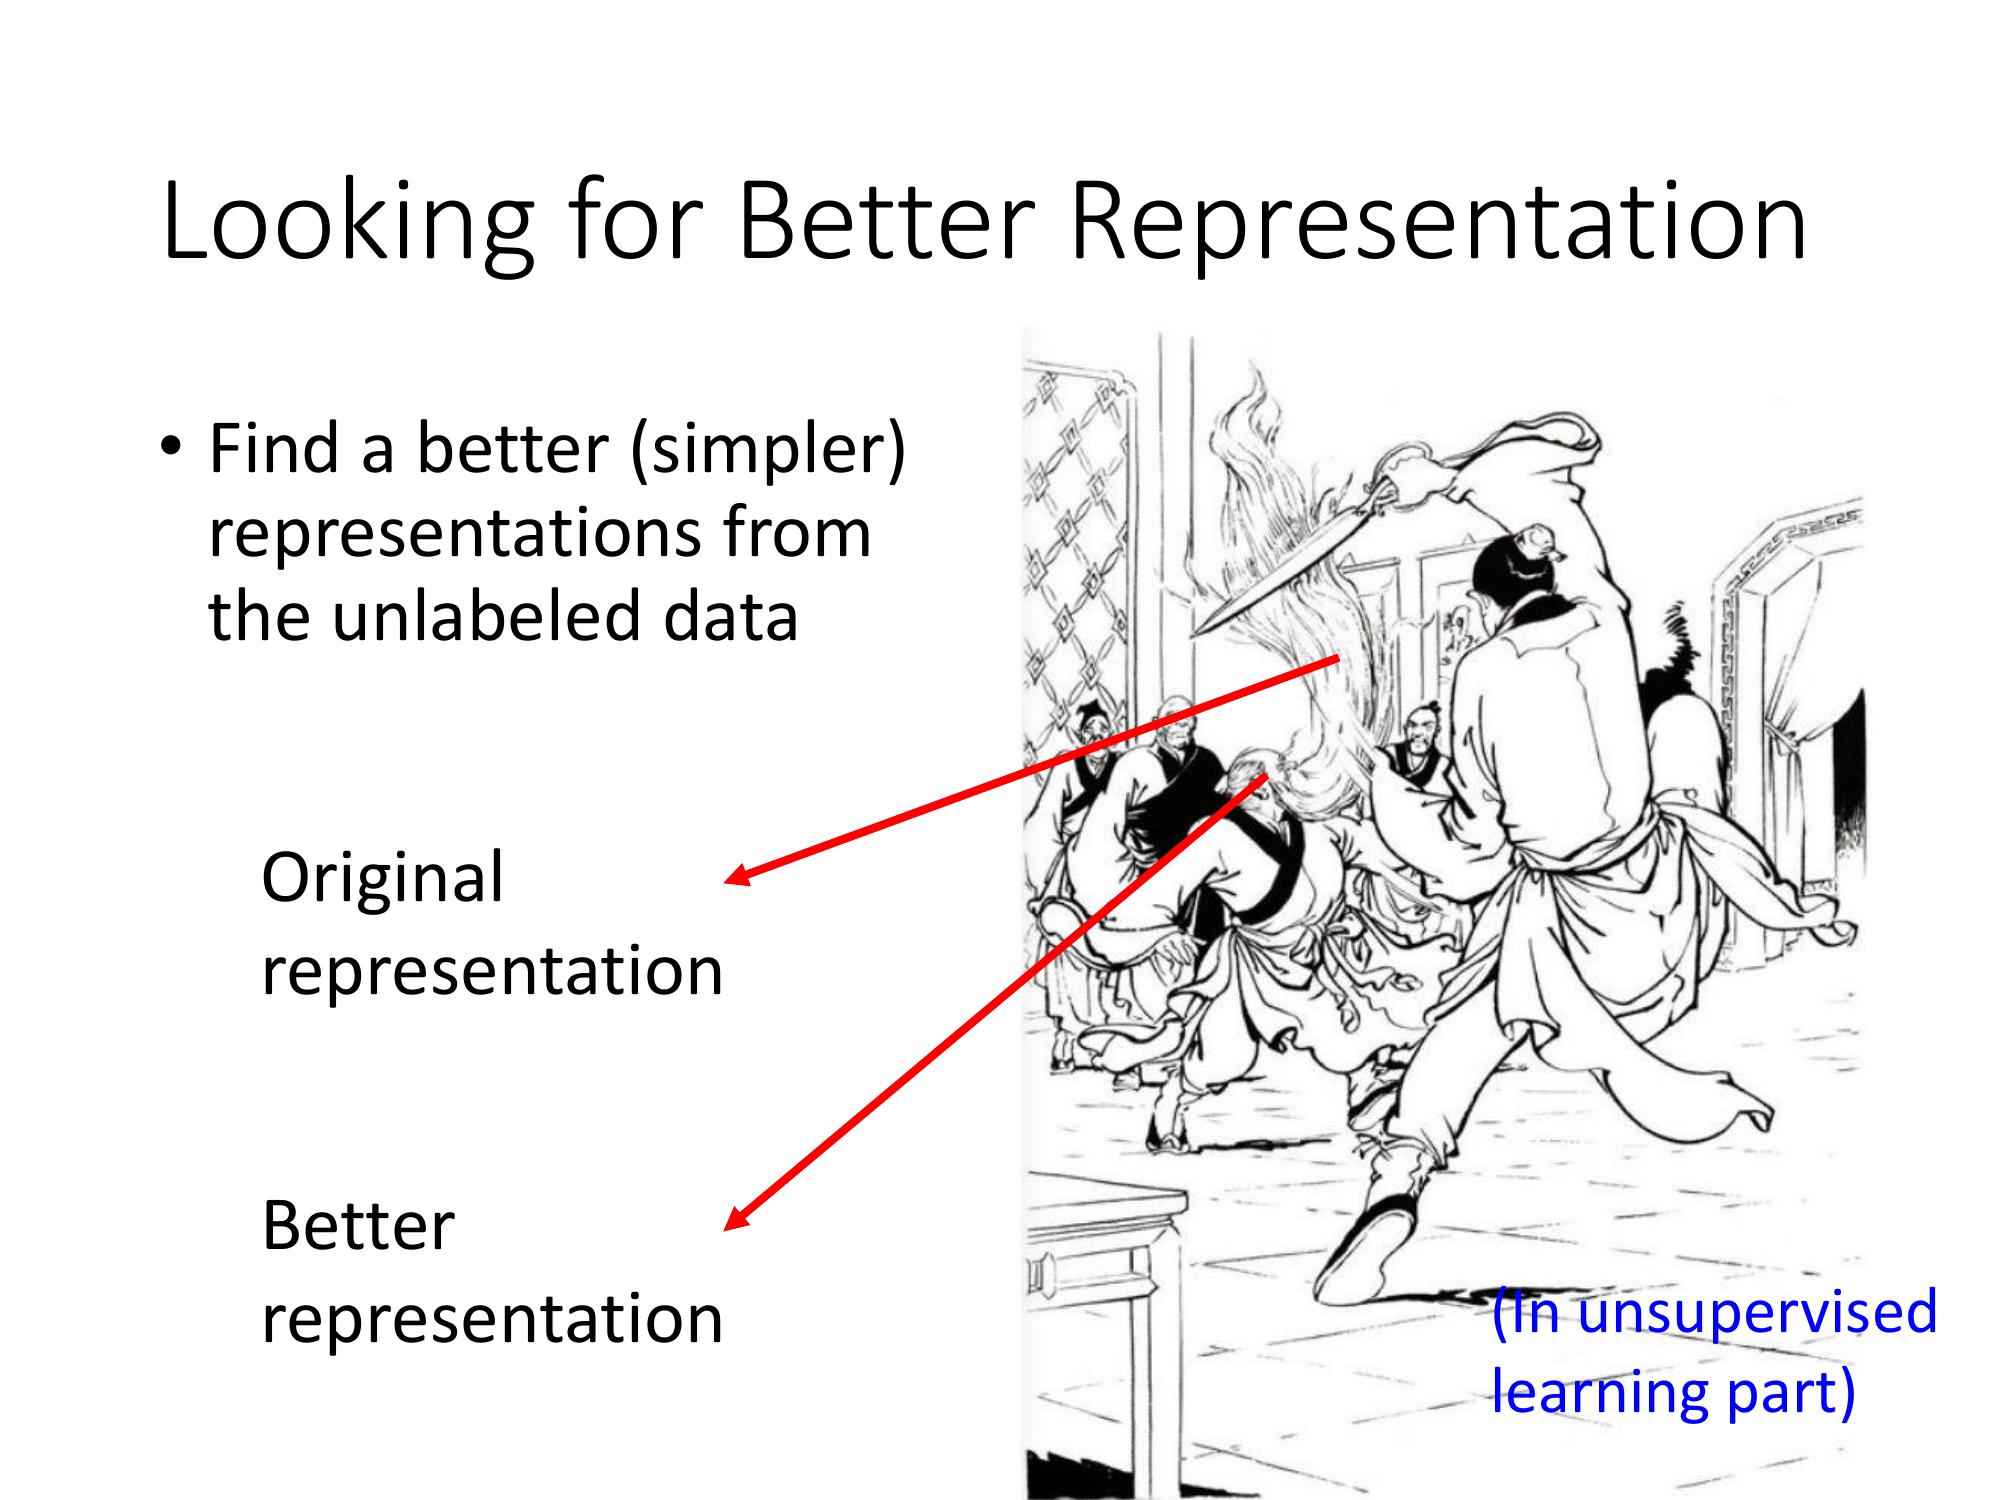 Looking for Better Representation
• Find a better (simpler)
representations from
the unlabeled data
Original
representation
Better
representation
(In unsupervised
learning part)